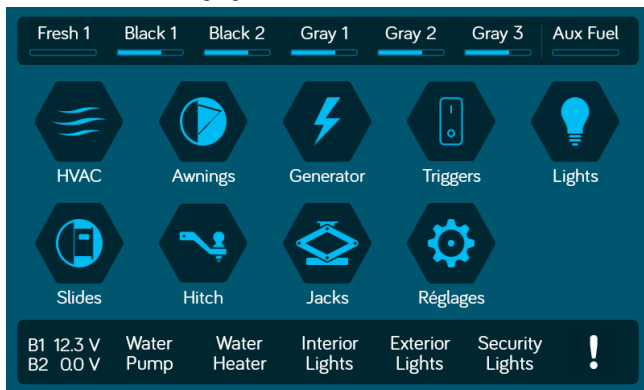 Fresh 1 Black 1 Black 2 Gray 1 Gray 2 Gray 3 Aux Fuel
HVAC Awnings Generator Triggers Lights
Slides Hitch Jacks Réglages
B1 12.3 V Water Water Interior Exterior Security
B2 0.0 V Pump Heater Lights Lights Lights !